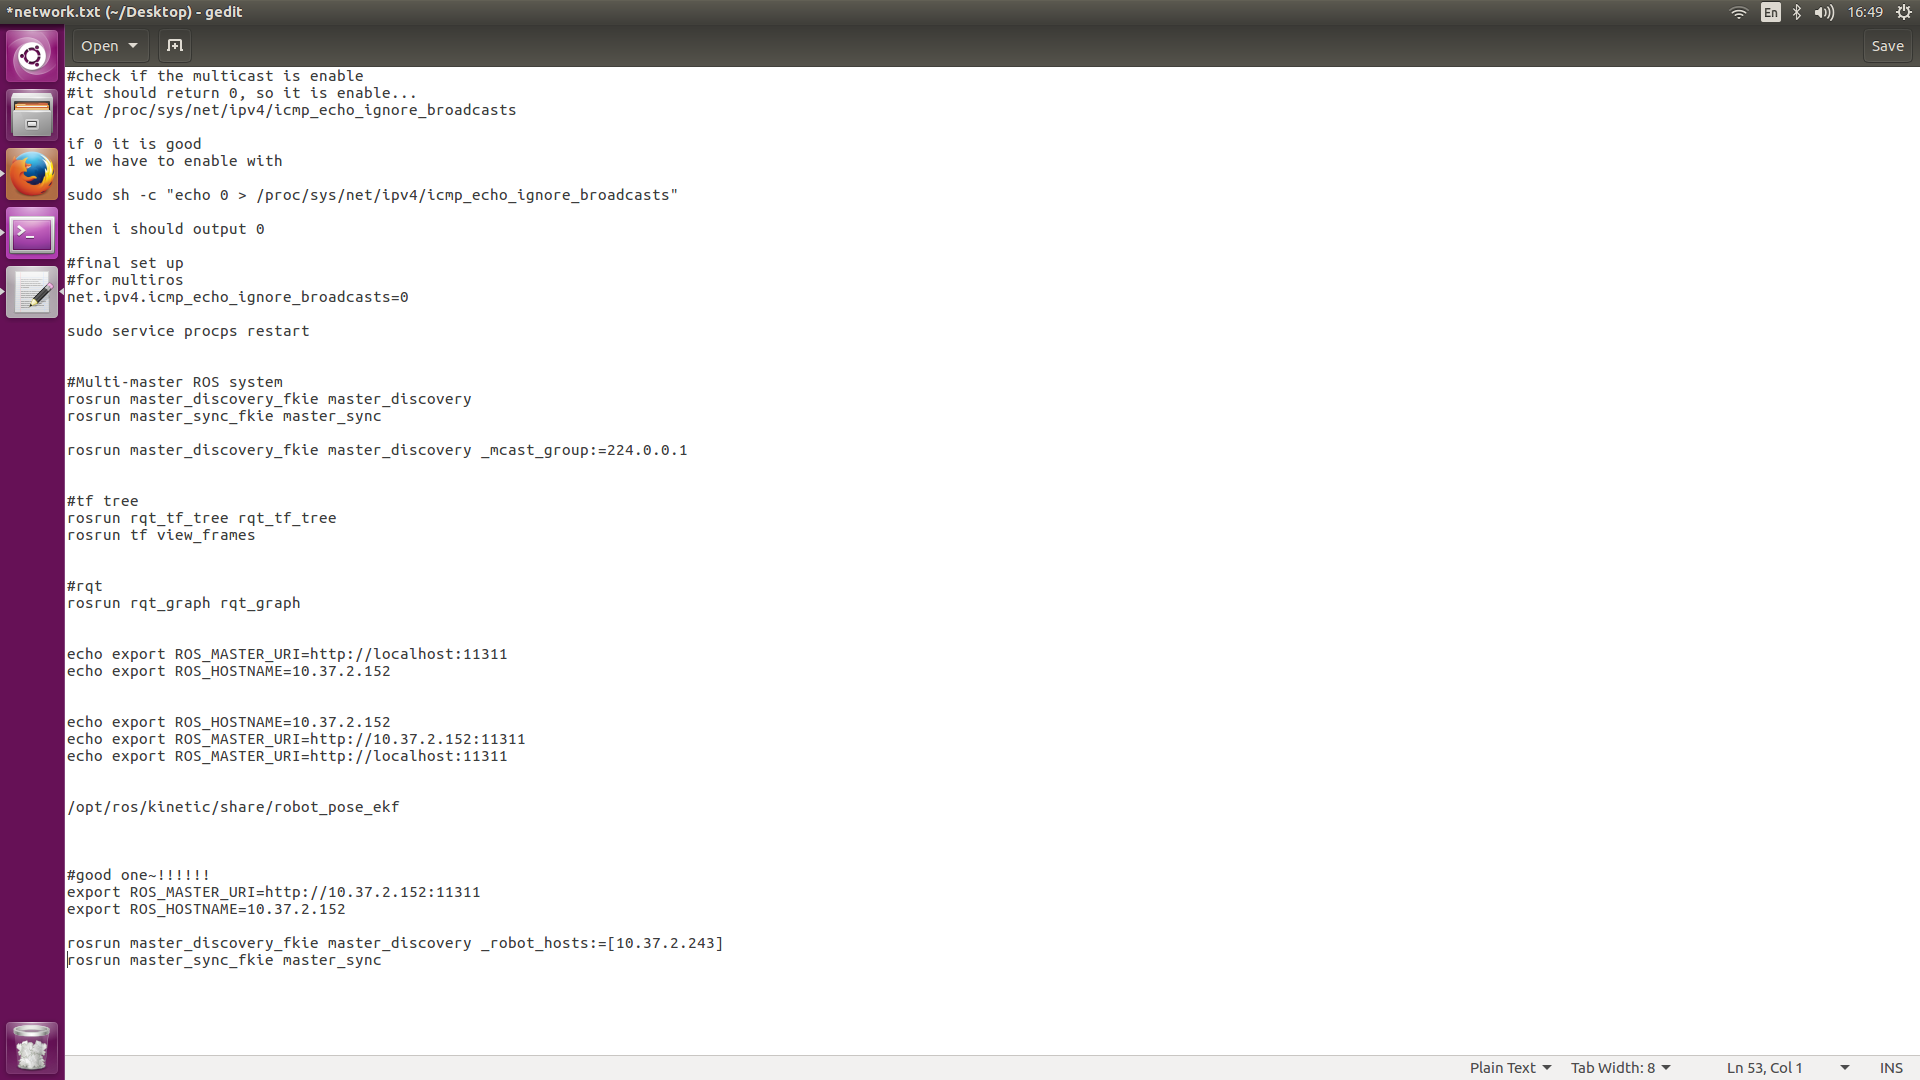 *network.txt (~/Desktop) - gedit
En
16:49
Open
Save
#check if the multicast is enable
#it should return 0, so it is enable...
cat /proc/sys/net/ipv4/icmp_echo_ignore_broadcasts
if 0 it is good
1 we have to enable with
sudo sh -c "echo 0 > /proc/sys/net/ipv4/icmp_echo_ignore_broadcasts"
then i should output 0
#final set up
#for multiros
net.ipv4.icmp_echo_ignore_broadcasts=0
sudo service procps restart
#Multi-master ROS system
rosrun master_discovery_fkie master_discovery
rosrun master_sync_fkie master_sync
rosrun master_discovery_fkie master_discovery _mcast_group:=224.0.0.1
#tf tree
rosrun rqt_tf_tree rqt_tf_tree
rosrun tf view_frames
#rqt
rosrun rqt_graph rqt_graph
echo export ROS_MASTER_URI=http://localhost:11311
echo export ROS_HOSTNAME=10.37.2.152
echo export ROS_HOSTNAME=10.37.2.152
echo export ROS_MASTER_URI=http://10.37.2.152:11311
echo export ROS_MASTER_URI=http://localhost:11311
/opt/ros/kinetic/share/robot_pose_ekf
#good one~!!!!!!
export ROS_MASTER_URI=http://10.37.2.152:11311
export ROS_HOSTNAME=10.37.2.152
rosrun master_discovery_fkie master_discovery _robot_hosts:=[10.37.2.243]
rosrun master_sync_fkie master_sync
Plain Text
Tab Width: 8
Ln 53, Col 1
INS